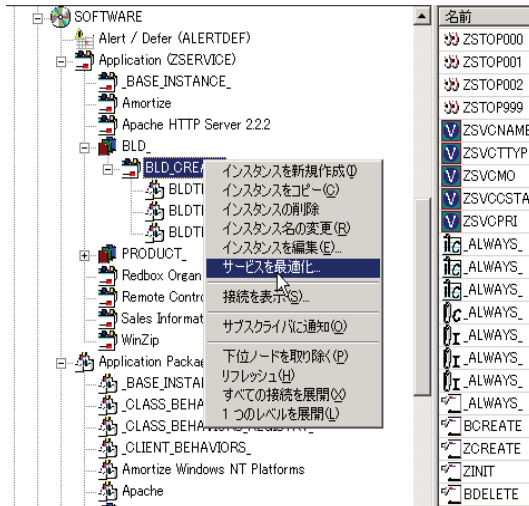 SOFTWARE
Alert / Defer (ALERTDEF)
Application (ZSERVICE)
_BASE_INSTANCE_
Amortize
Apache HTTP Server 2.2.2
BLD_
BLD_CREA
BLDT
BLDT
BLDT
PRODUCT_
Redbox Organ
Remote Contr
Sales Informat
WinZip
Application Packa
_BASE_INSTA
_CLASS_BEHA
_CLASS_BEHAVIORS_REGISTRY_
_CLIENT_BEHAVIORS_
Amortize Windows NT Platforms
Apache
インスタンスを新規作成(I)
インスタンスをコピー(C)
インスタンスの削除
インスタンス名の変更(R)
インスタンスを編集(E)...
サービスを最適化...
接続を表示(S)...
サブスクライバに通知(O)
下位ノードを取り除く(P)
リフレッシュ(H)
すべての接続を展開(X)
1 つのレベルを展開(L)
名前
ZSTOP000
ZSTOP001
ZSTOP002
ZSTOP999
ZSVCNAME
ZSVCTTYP
ZSVCMO
ZSVCCSTA
ZSVCPRI
_ALWAYS_
_ALWAYS_
_ALWAYS_
_ALWAYS_
_ALWAYS_
_ALWAYS_
_ALWAYS_
_ALWAYS_
BCREATE
ZCREATE
ZINIT
BDELETE